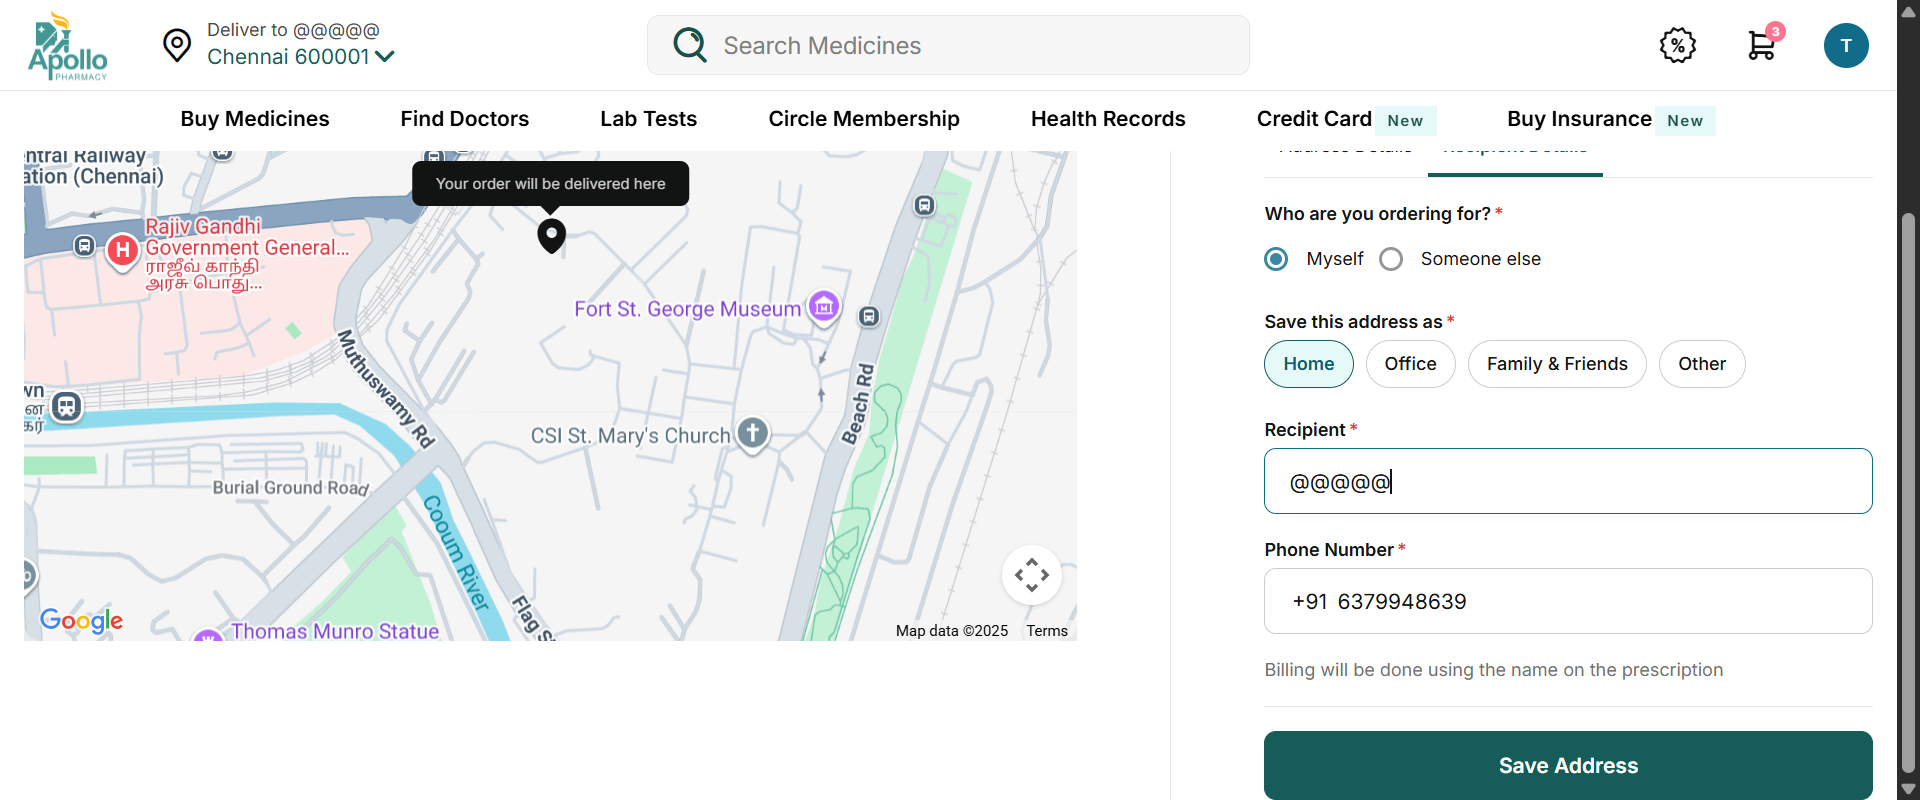 Apollo
PHARMACY
Deliver to @@@@@
Chennai 600001
Search Medicines
%
3
T
Buy Medicines
Find Doctors
Lab Tests
Circle Membership
Health Records
Credit Card New
Buy Insurance New
ntral Railway
ation (Chennai)
Your order will be delivered here
H
Rajiv Gandhi
Government General...
ராஜீவ் காந்தி
அரசு பொது...
Fort St. George Museum
Muthuswamy Rd
Beach Rd
wn
CSI St. Mary's Church
Burial Ground Road
Cooum River
Flag S
Google
Thomas Munro Statue
Map data ©2025 Terms
Address Details
Recipient Details
Who are you ordering for? *
Myself
Someone else
Save this address as *
Home
Office
Family & Friends
Other
Recipient *
@@@@@
Phone Number *
+91 6379948639
Billing will be done using the name on the prescription
Save Address